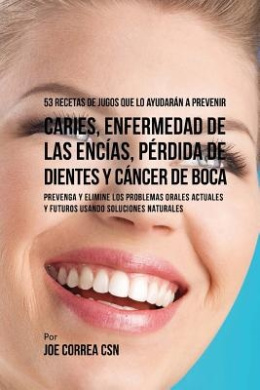 53 RECETAS DE JUGOS QUE LO AYUDARÁN A PREVENIR
CARIES, ENFERMEDAD DE
LAS ENCÍAS, PÉRDIDA DE
DIENTES Y CÁNCER DE BOCA
PREVENGA Y ELIMINE LOS PROBLEMAS ORALES ACTUALES
Y FUTUROS USANDO SOLUCIONES NATURALES
Por
JOE CORREA CSN